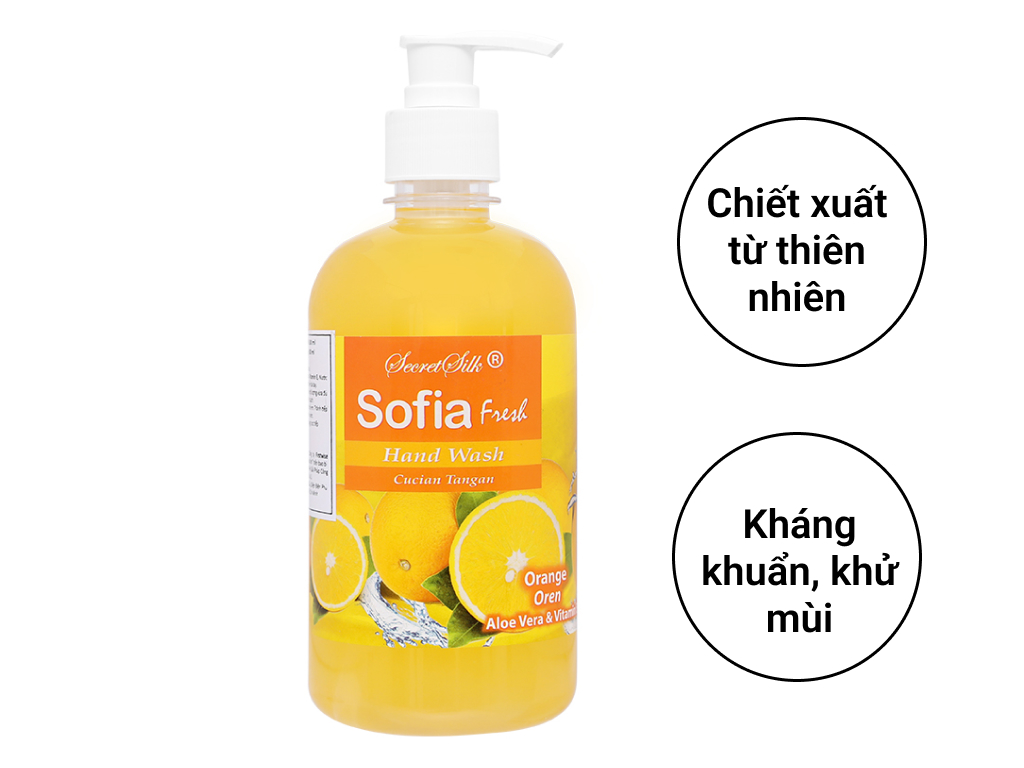 SecretSilk ®
Sofia Fresh
Hand Wash
Cucian Tangan
Orange
Oren
Aloe Vera & Vitamin
Chiết xuất
từ thiên
nhiên
Kháng
khuẩn, khử
mùi